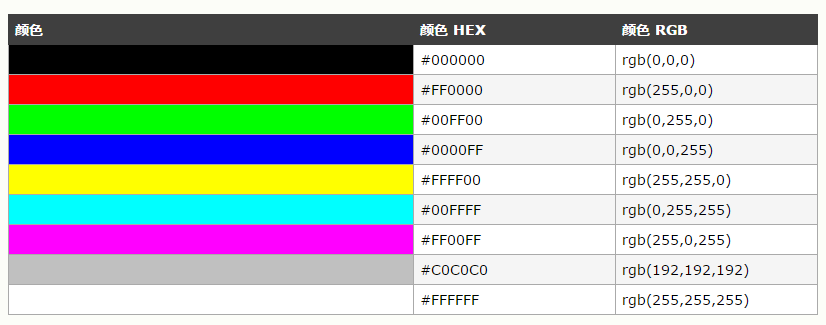 颜色 颜色 HEX 颜色 RGB
#000000 rgb(0,0,0)
#FF0000 rgb(255,0,0)
#00FF00 rgb(0,255,0)
#0000FF rgb(0,0,255)
#FFFF00 rgb(255,255,0)
#00FFFF rgb(0,255,255)
#FF00FF rgb(255,0,255)
#C0C0C0 rgb(192,192,192)
#FFFFFF rgb(255,255,255)